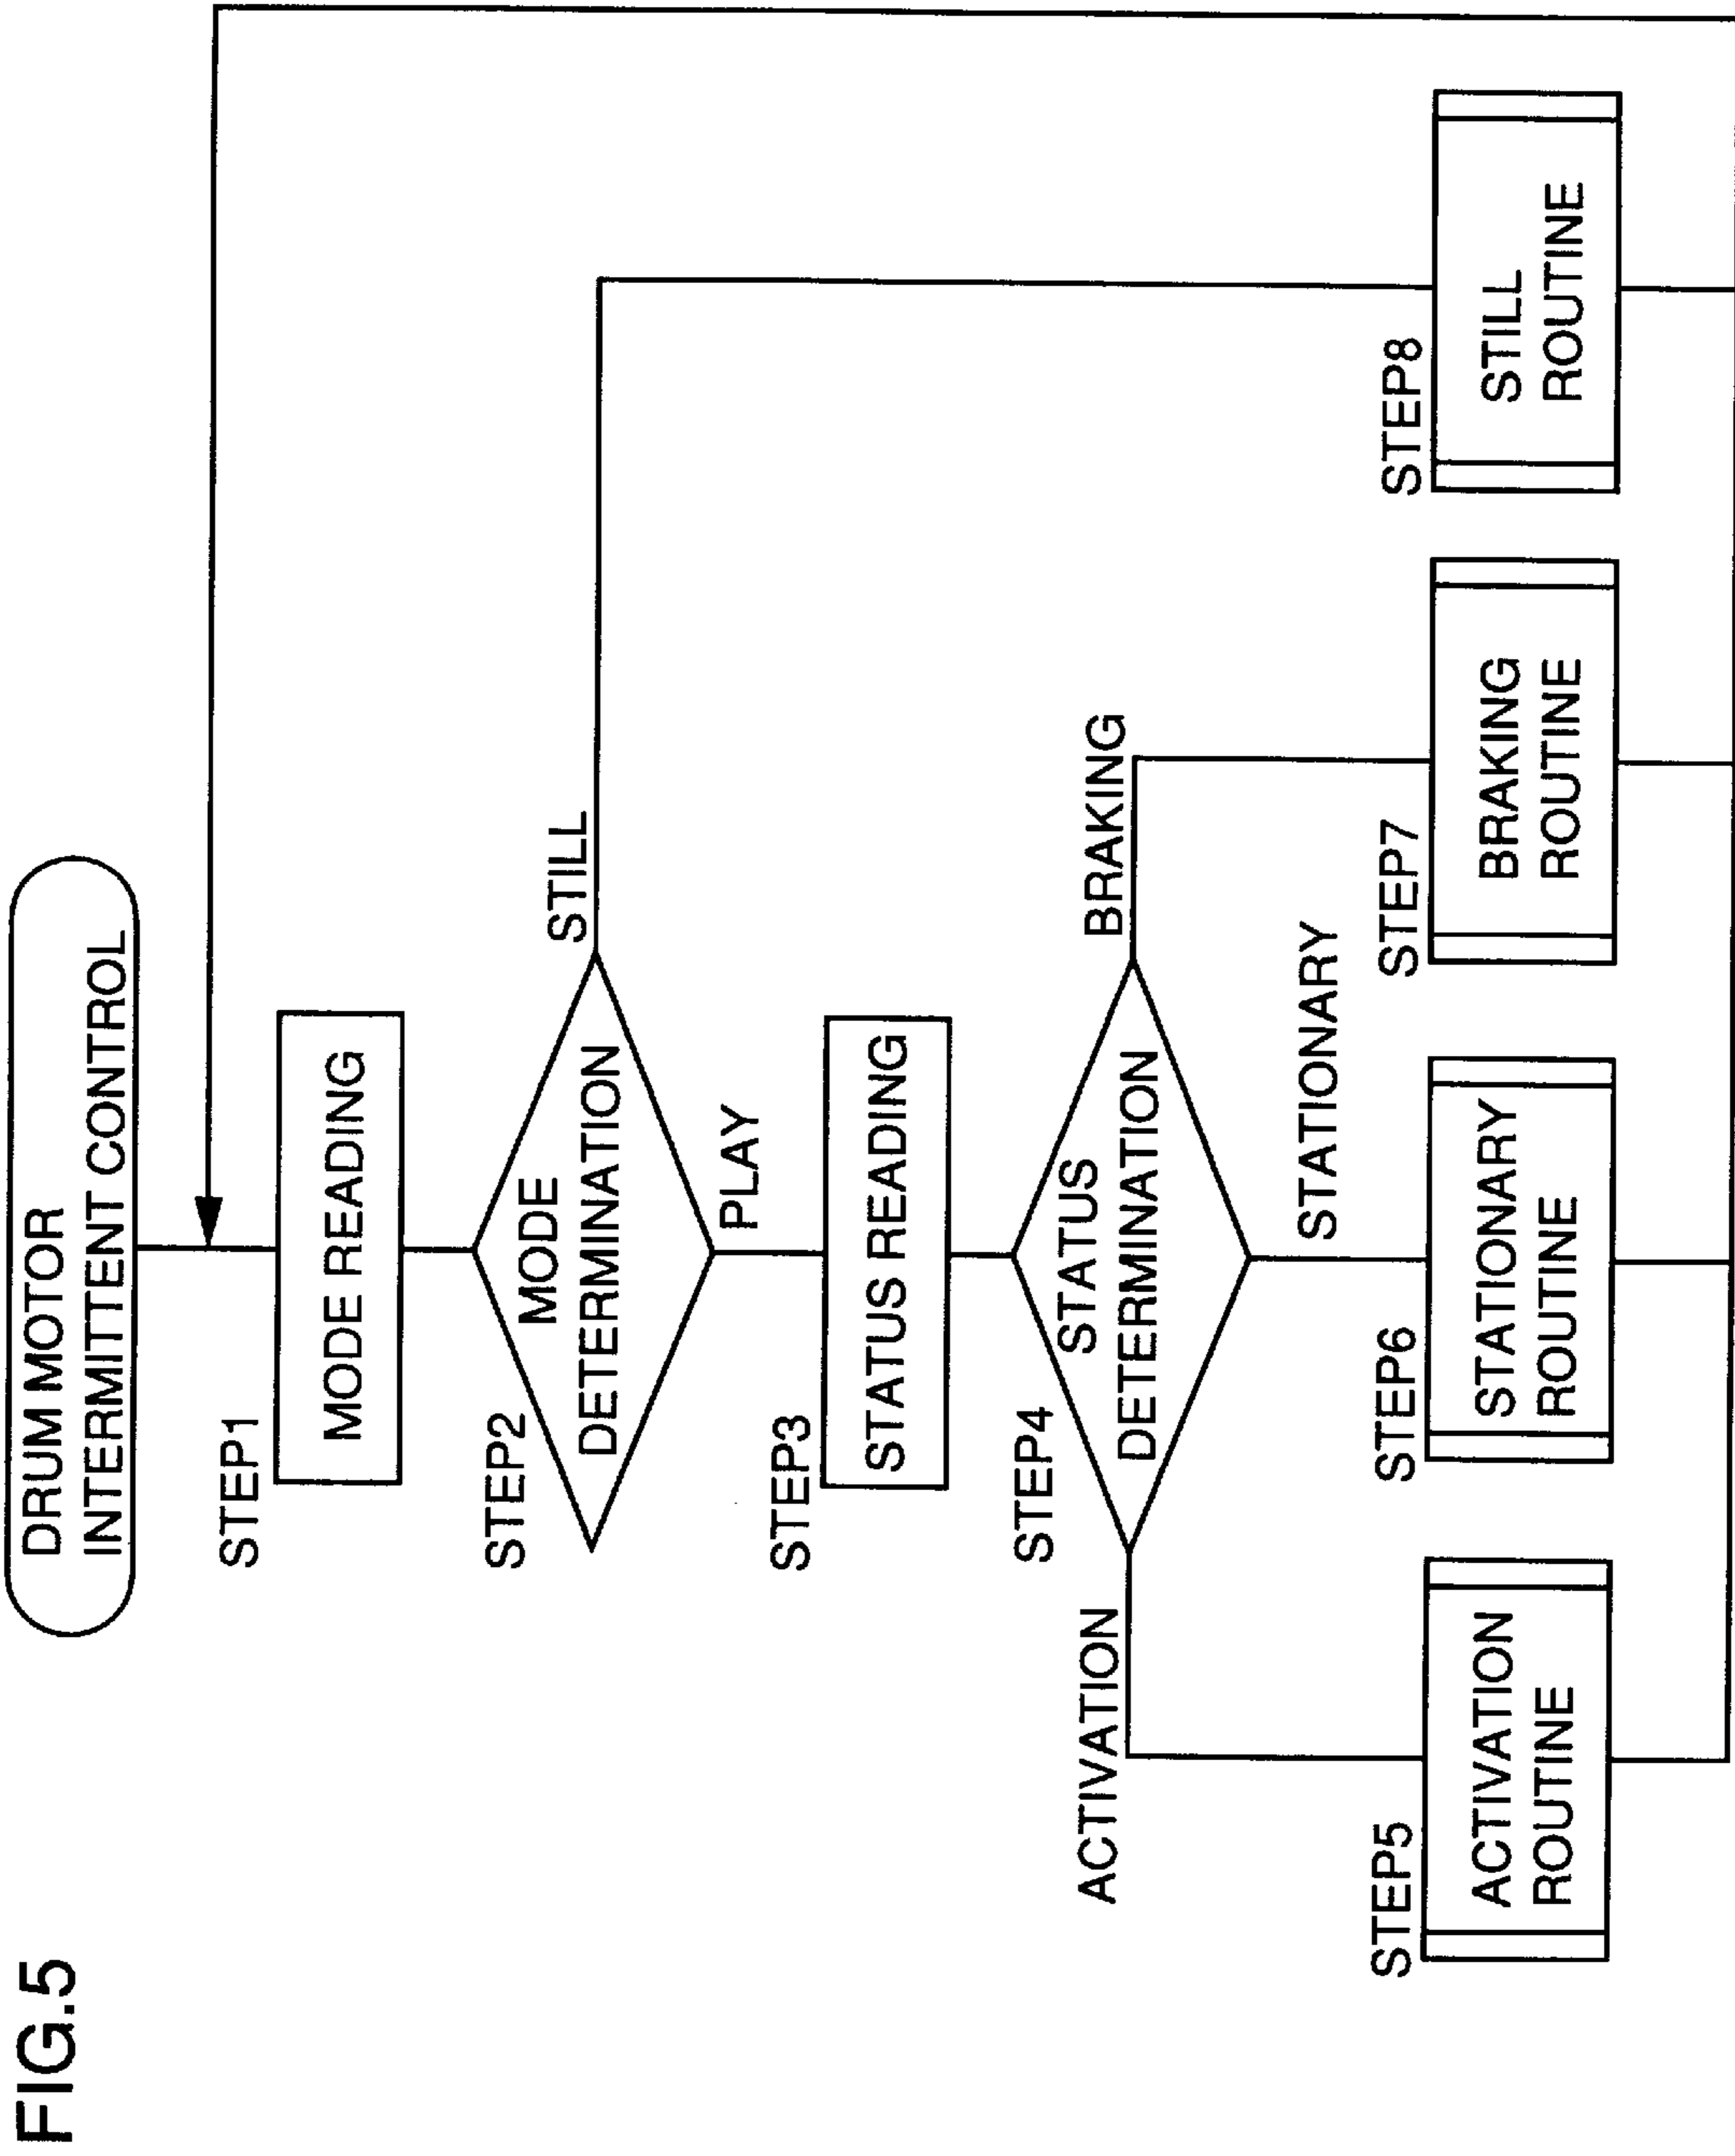 FIG.5
DRUM MOTOR
INTERMITTENT CONTROL
STEP1
MODE READING
STEP2
MODE
DETERMINATION
STILL
PLAY
STEP3
STATUS READING
STEP4
STATUS
DETERMINATION
ACTIVATION
BRAKING
STATIONARY
STEP5
ACTIVATION
ROUTINE
STEP6
STATIONARY
ROUTINE
STEP7
BRAKING
ROUTINE
STEP8
STILL
ROUTINE